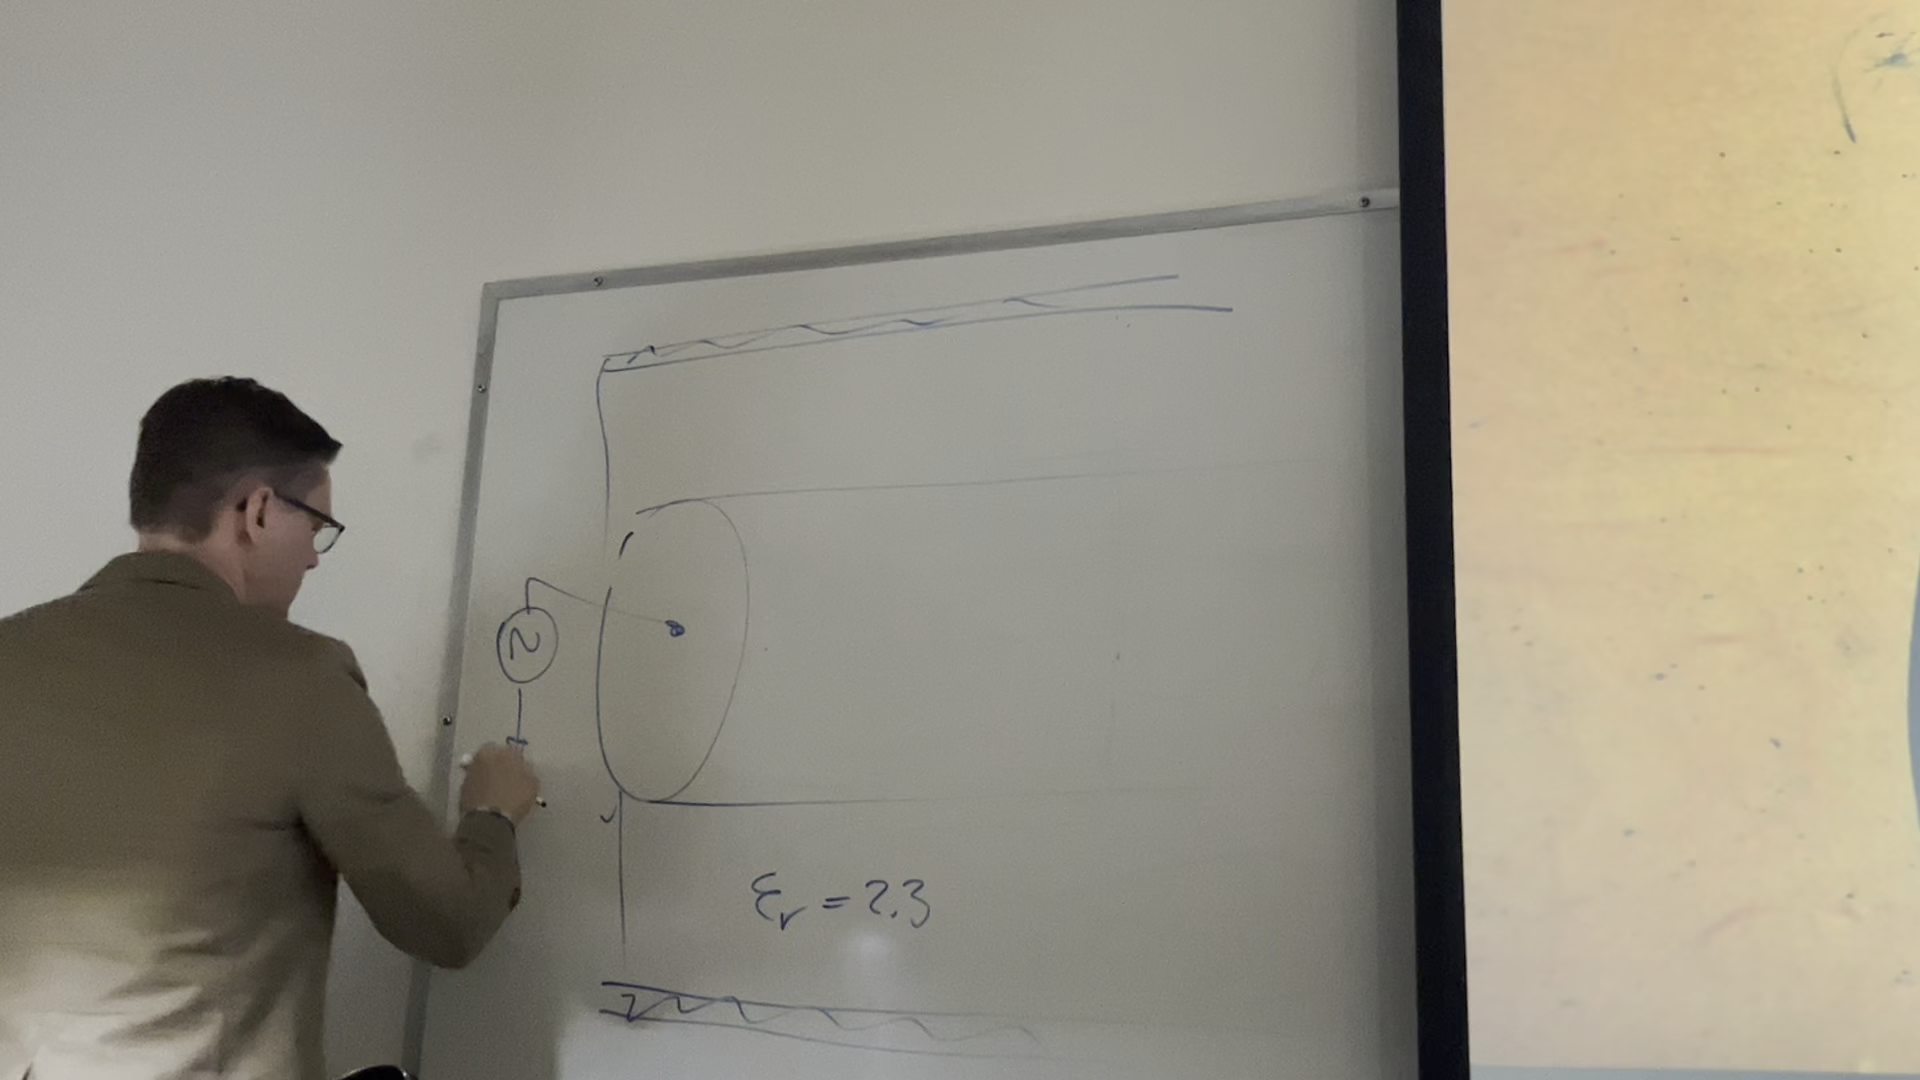 εr = 2.3